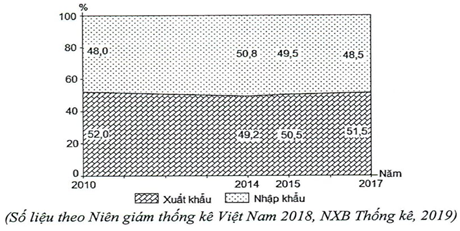 %
100
80
60
40
20
0
48,0 50,8 49,5 48,5
52,0 49,2 50,5 51,5
Năm
2010 2014 2015 2017
Xuất khẩu Nhập khẩu
(Số liệu theo Niên giám thống kê Việt Nam 2018, NXB Thống kê, 2019)